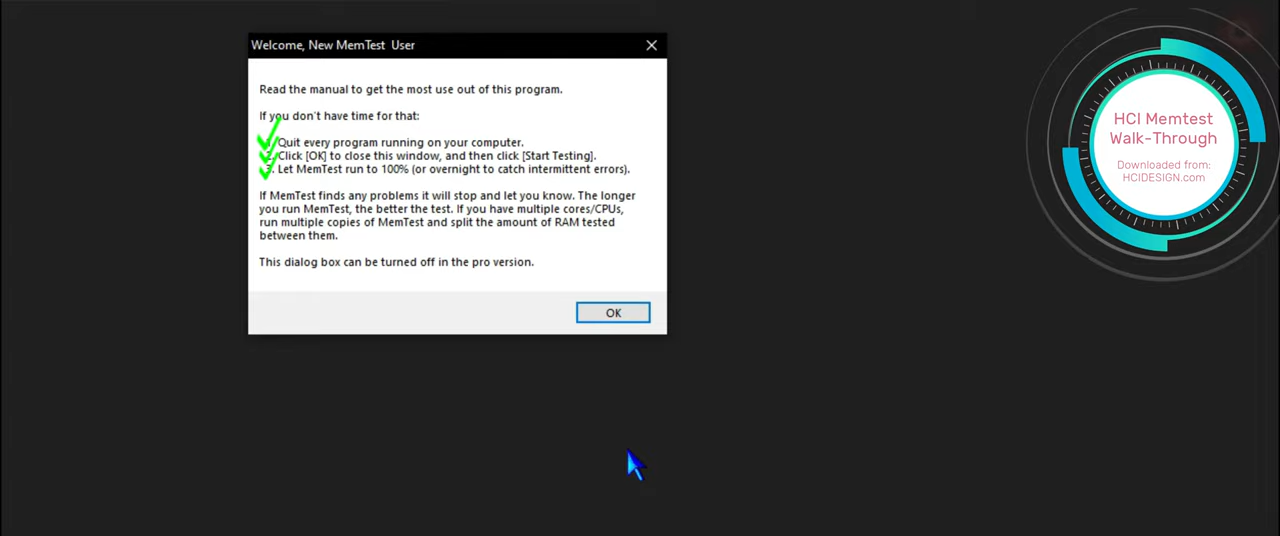 Welcome, New MemTest User
Read the manual to get the most use out of this program.
If you don't have time for that:
1. Quit every program running on your computer.
2. Click [OK] to close this window, and then click [Start Testing].
3. Let MemTest run to 100% (or overnight to catch intermittent errors).
If MemTest finds any problems it will stop and let you know. The longer
you run MemTest, the better the test. If you have multiple cores/CPUs,
run multiple copies of MemTest and split the amount of RAM tested
between them.
This dialog box can be turned off in the pro version.
OK
HCI Memtest
Walk-Through
Downloaded from:
HCIDESIGN.com